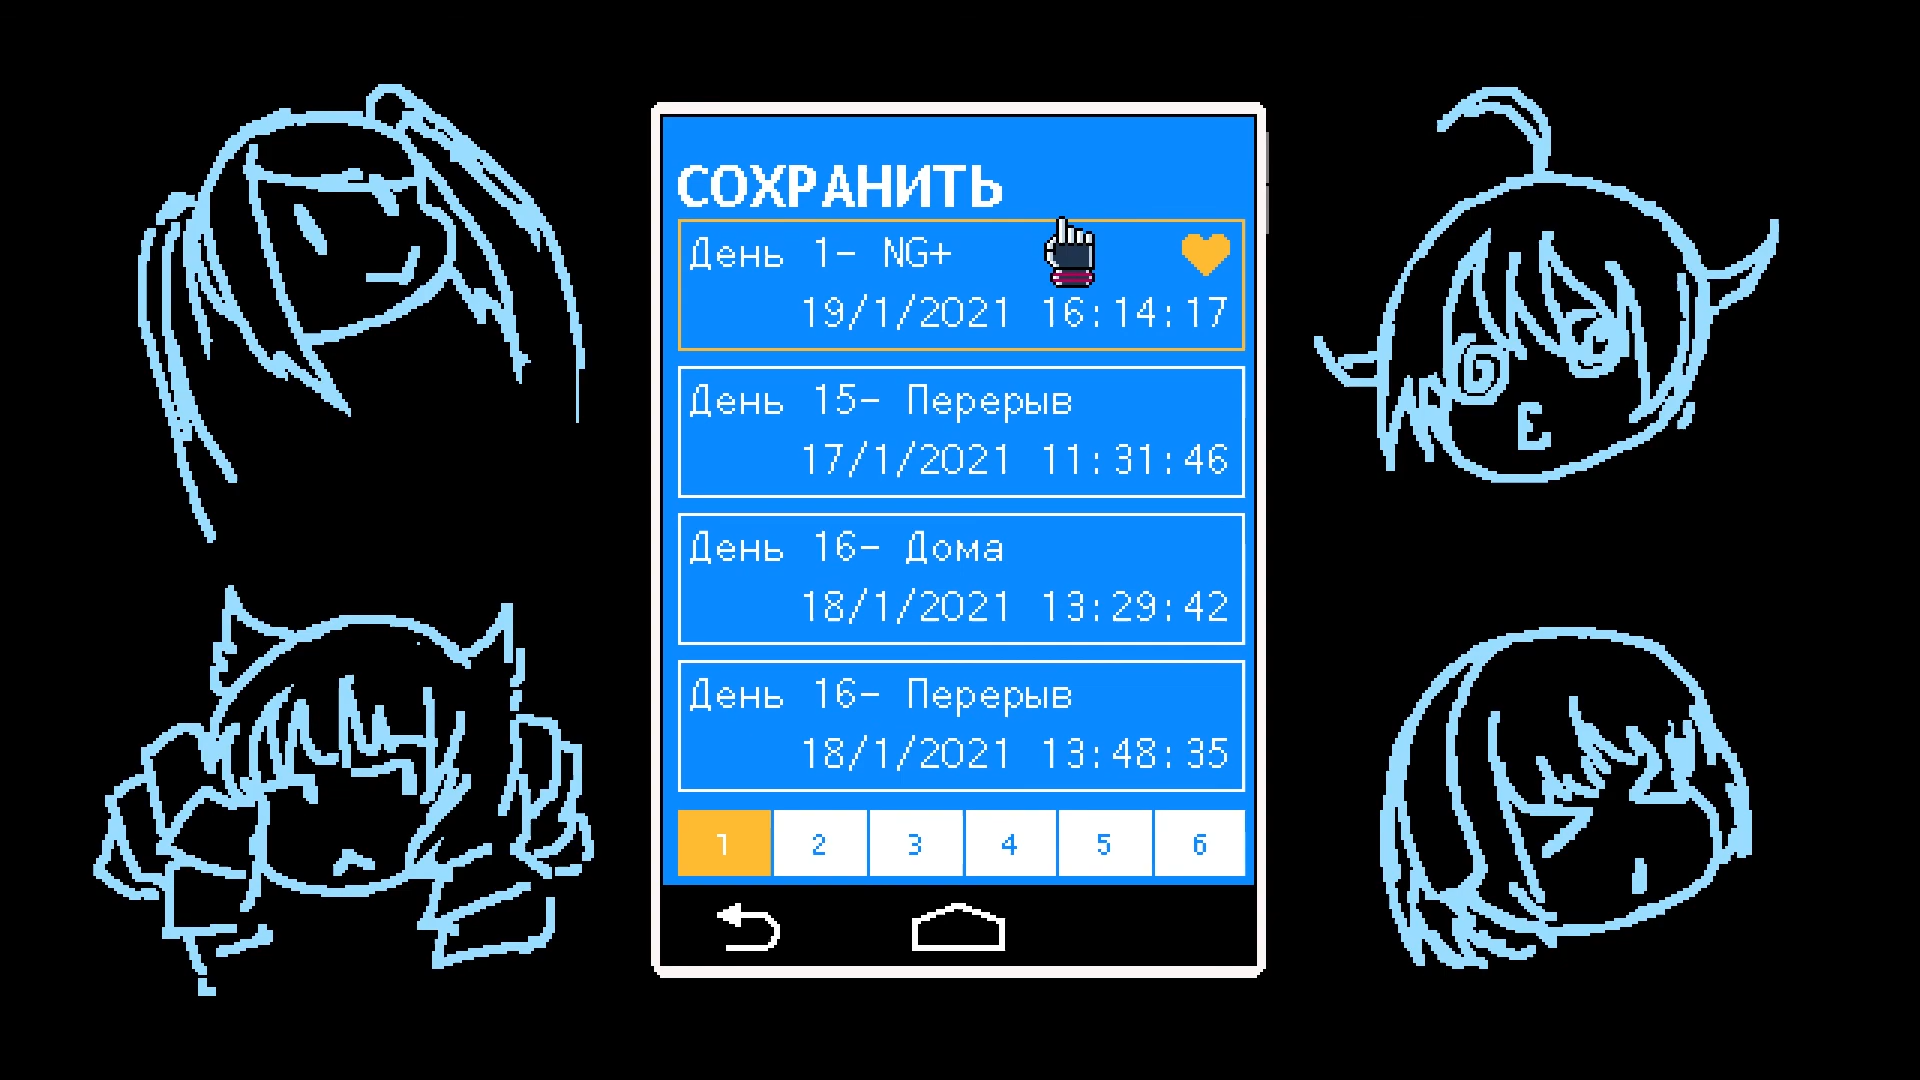 СОХРАНИТЬ
День 1- NG+
19/1/2021 16:14:17
День 15- Перерыв
17/1/2021 11:31:46
День 16- Дома
18/1/2021 13:29:42
День 16- Перерыв
18/1/2021 13:48:35
1 2 3 4 5 6